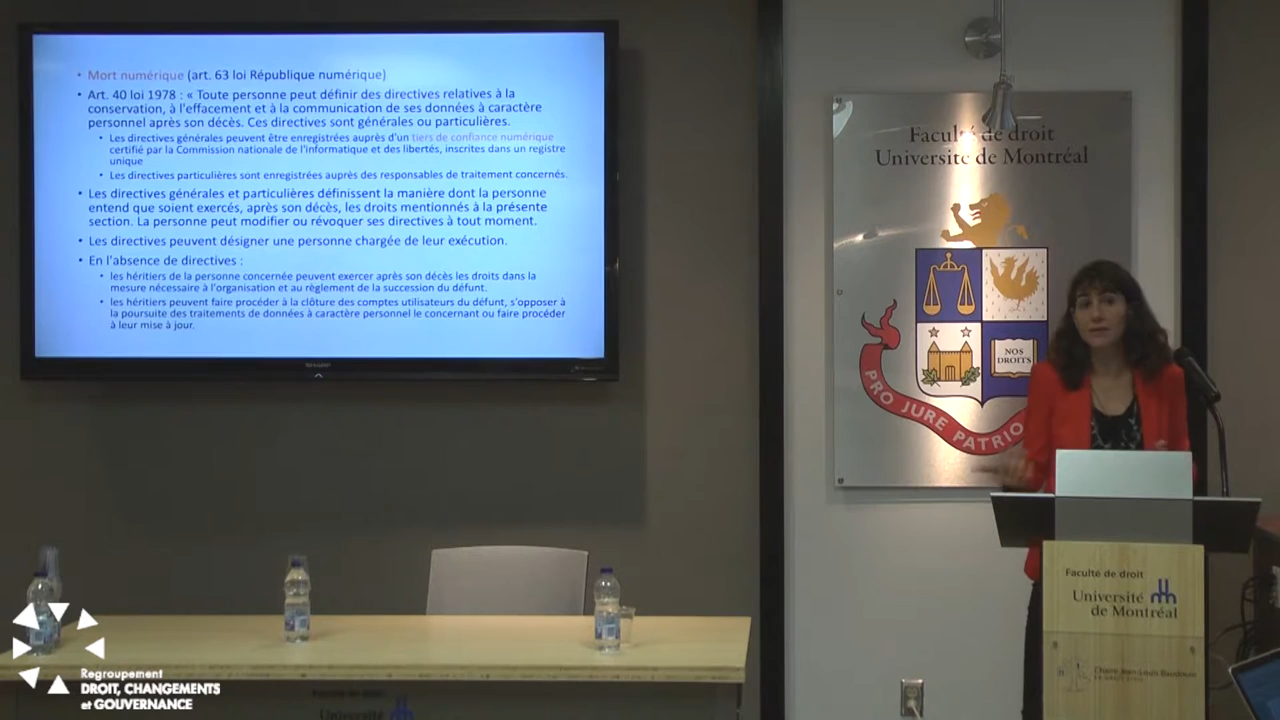 • Mort numérique (art. 63 loi République numérique)
• Art. 40 loi 1978 : « Toute personne peut définir des directives relatives à la
conservation, à l'effacement et à la communication de ses données à caractère
personnel après son décès. Ces directives sont générales ou particulières.
• Les directives générales peuvent être enregistrées auprès d'un tiers de confiance numérique
certifié par la Commission nationale de l'informatique et des libertés, inscrites dans un registre
unique
• Les directives particulières sont enregistrées auprès des responsables de traitement concernés.
• Les directives générales et particulières définissent la manière dont la personne
entend que soient exercés, après son décès, les droits mentionnés à la présente
section. La personne peut modifier ou révoquer ses directives à tout moment.
• Les directives peuvent désigner une personne chargée de leur exécution.
• En l'absence de directives :
• les héritiers de la personne concernée peuvent exercer après son décès les droits dans la
mesure nécessaire à l'organisation et au règlement de la succession du défunt.
• les héritiers peuvent faire procéder à la clôture des comptes utilisateurs du défunt, s'opposer à
la poursuite des traitements de données à caractère personnel le concernant ou faire procéder
à leur mise à jour.
SHARP
Faculté de droit
Université de Montréal
NOS
DROITS
PRO JURE PATRIO
Faculté de droit
Université
de Montréal
Chaire Jean-Louis Baudouin
Regroupement
DROIT, CHANGEMENTS
et GOUVERNANCE
Faculté de droit
Université